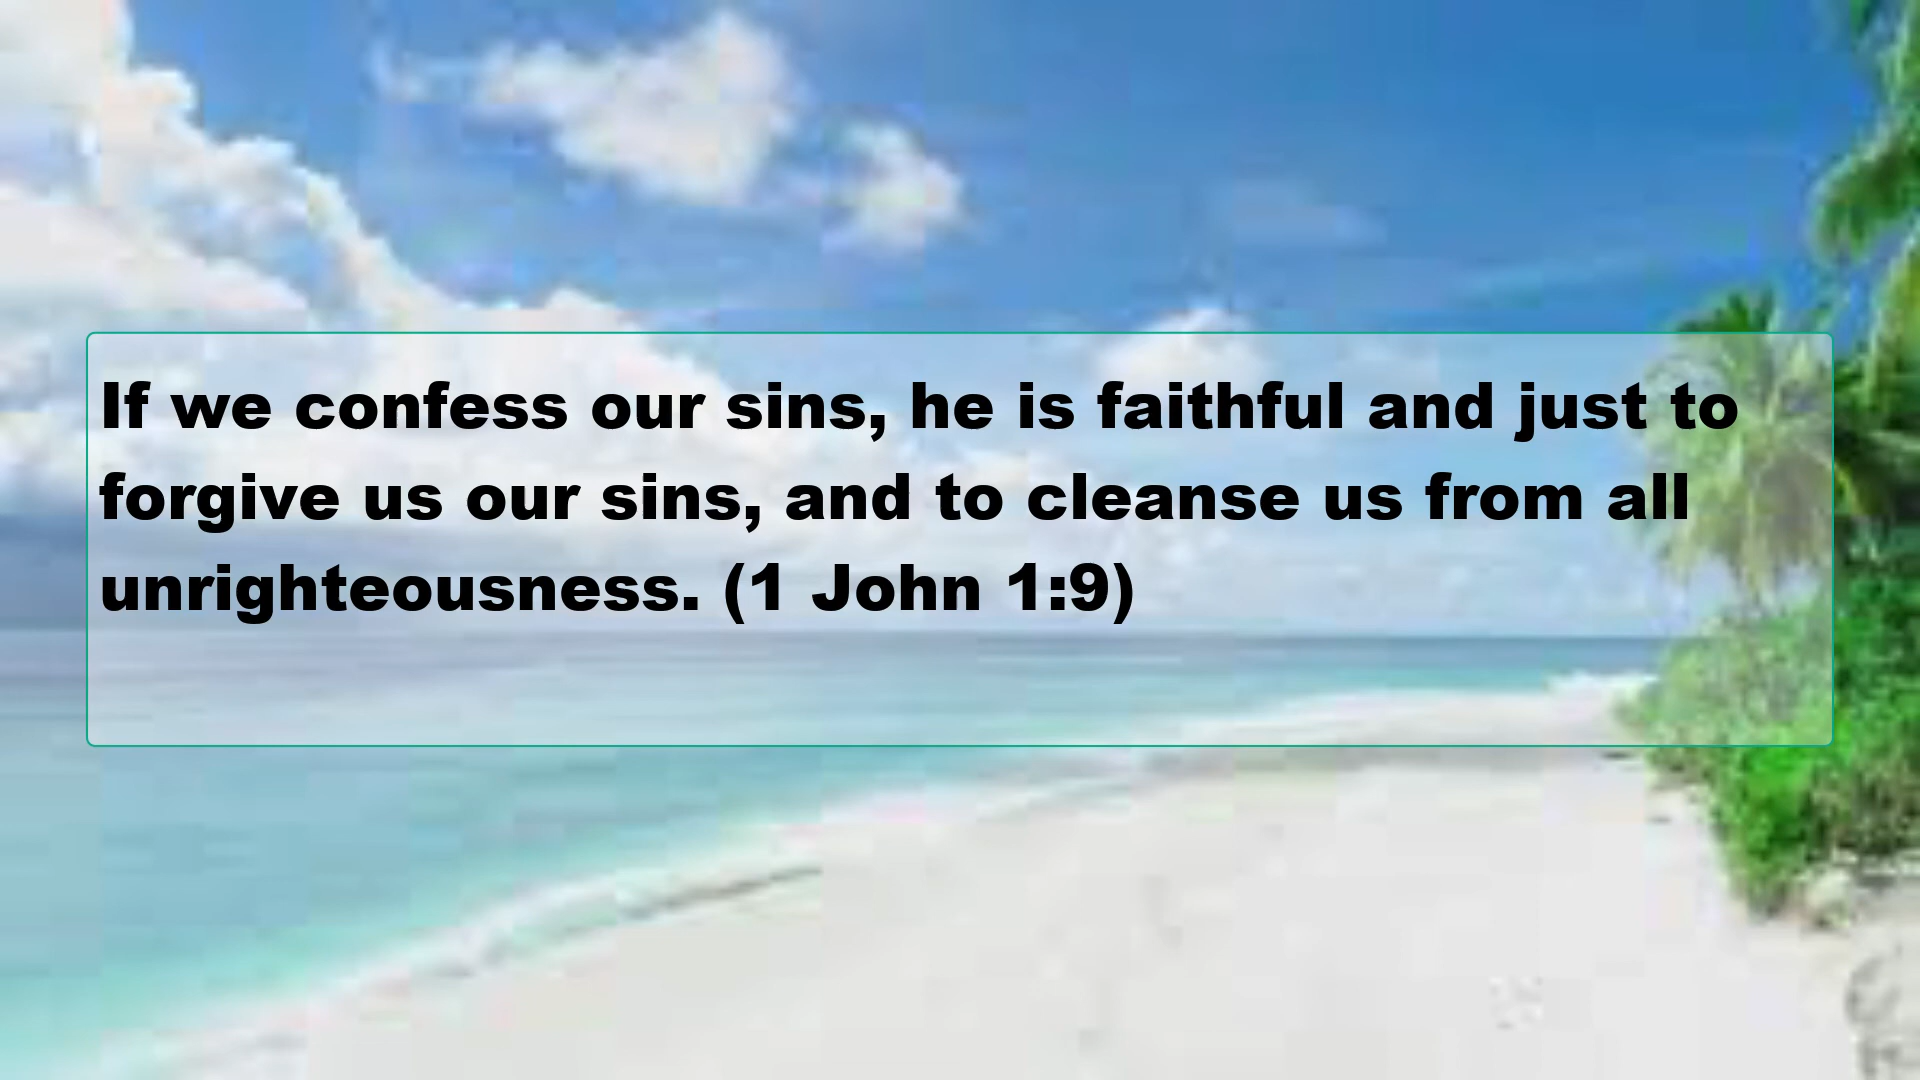 If we confess our sins, he is faithful and just to
forgive us our sins, and to cleanse us from all
unrighteousness. (1 John 1:9)